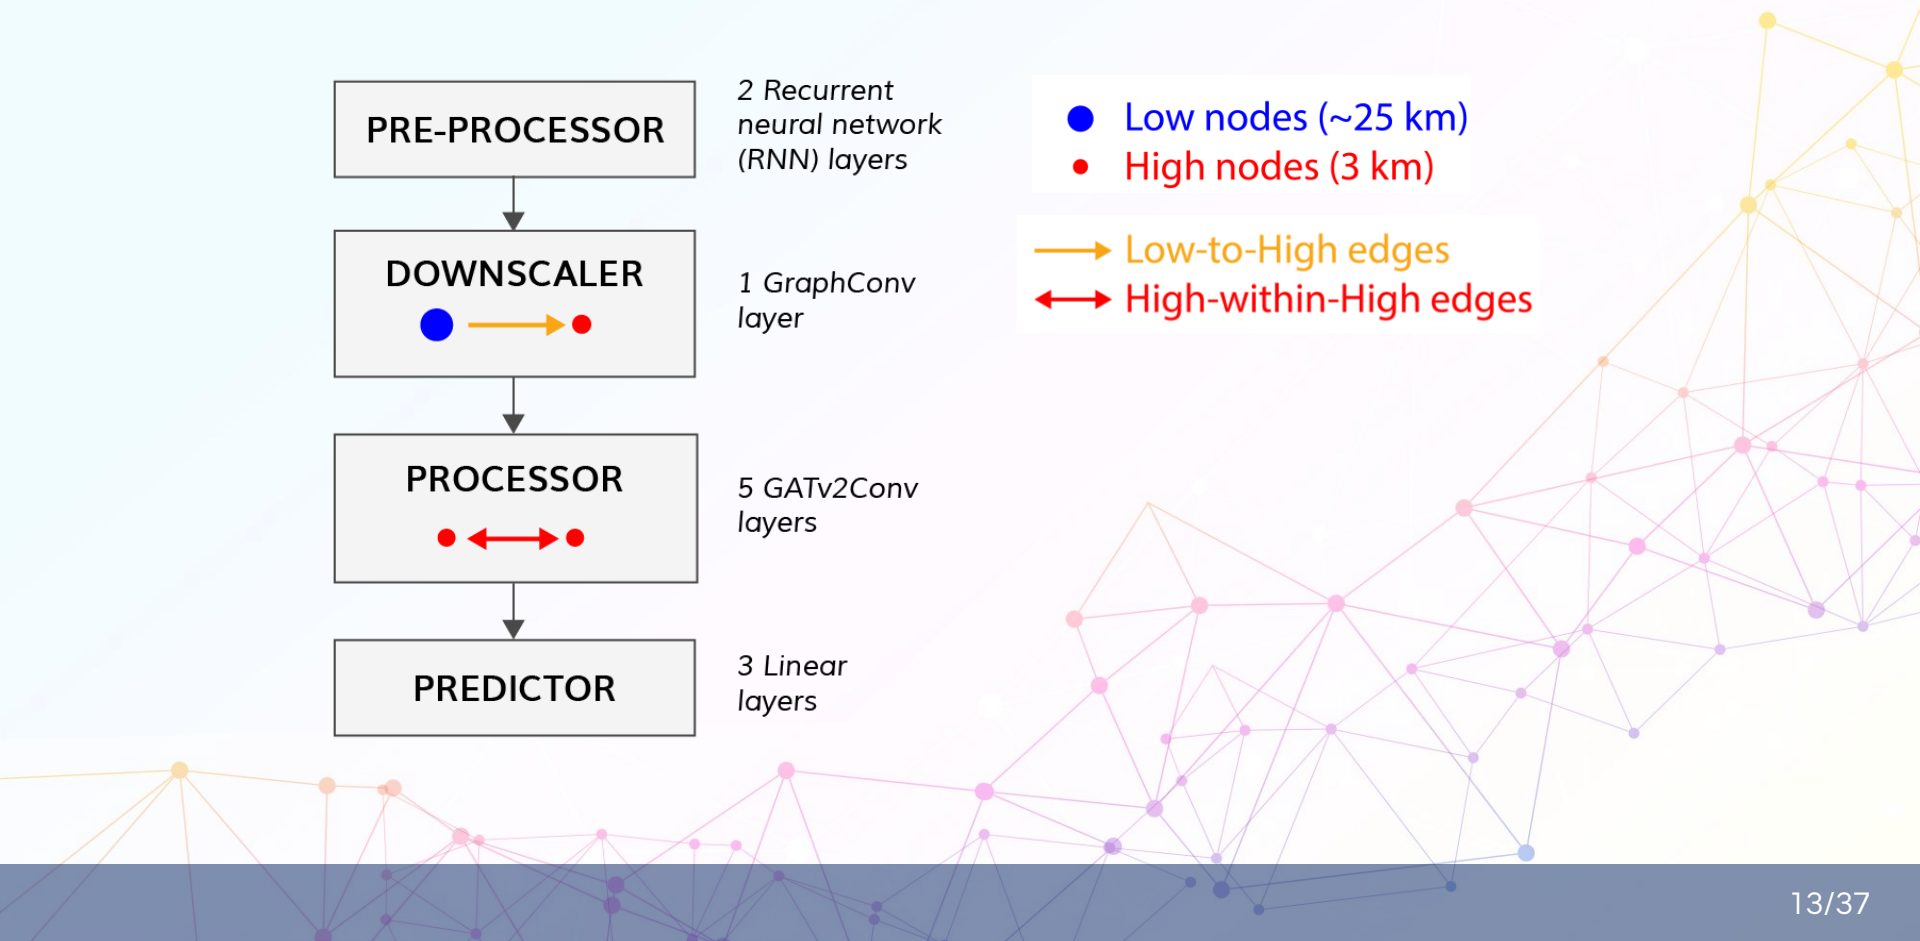 PRE-PROCESSOR
2 Recurrent
neural network
(RNN) layers
DOWNSCALER
1 GraphConv
layer
PROCESSOR
5 GATv2Conv
layers
PREDICTOR
3 Linear
layers
Low nodes (~25 km)
High nodes (3 km)
Low-to-High edges
High-within-High edges
13/37